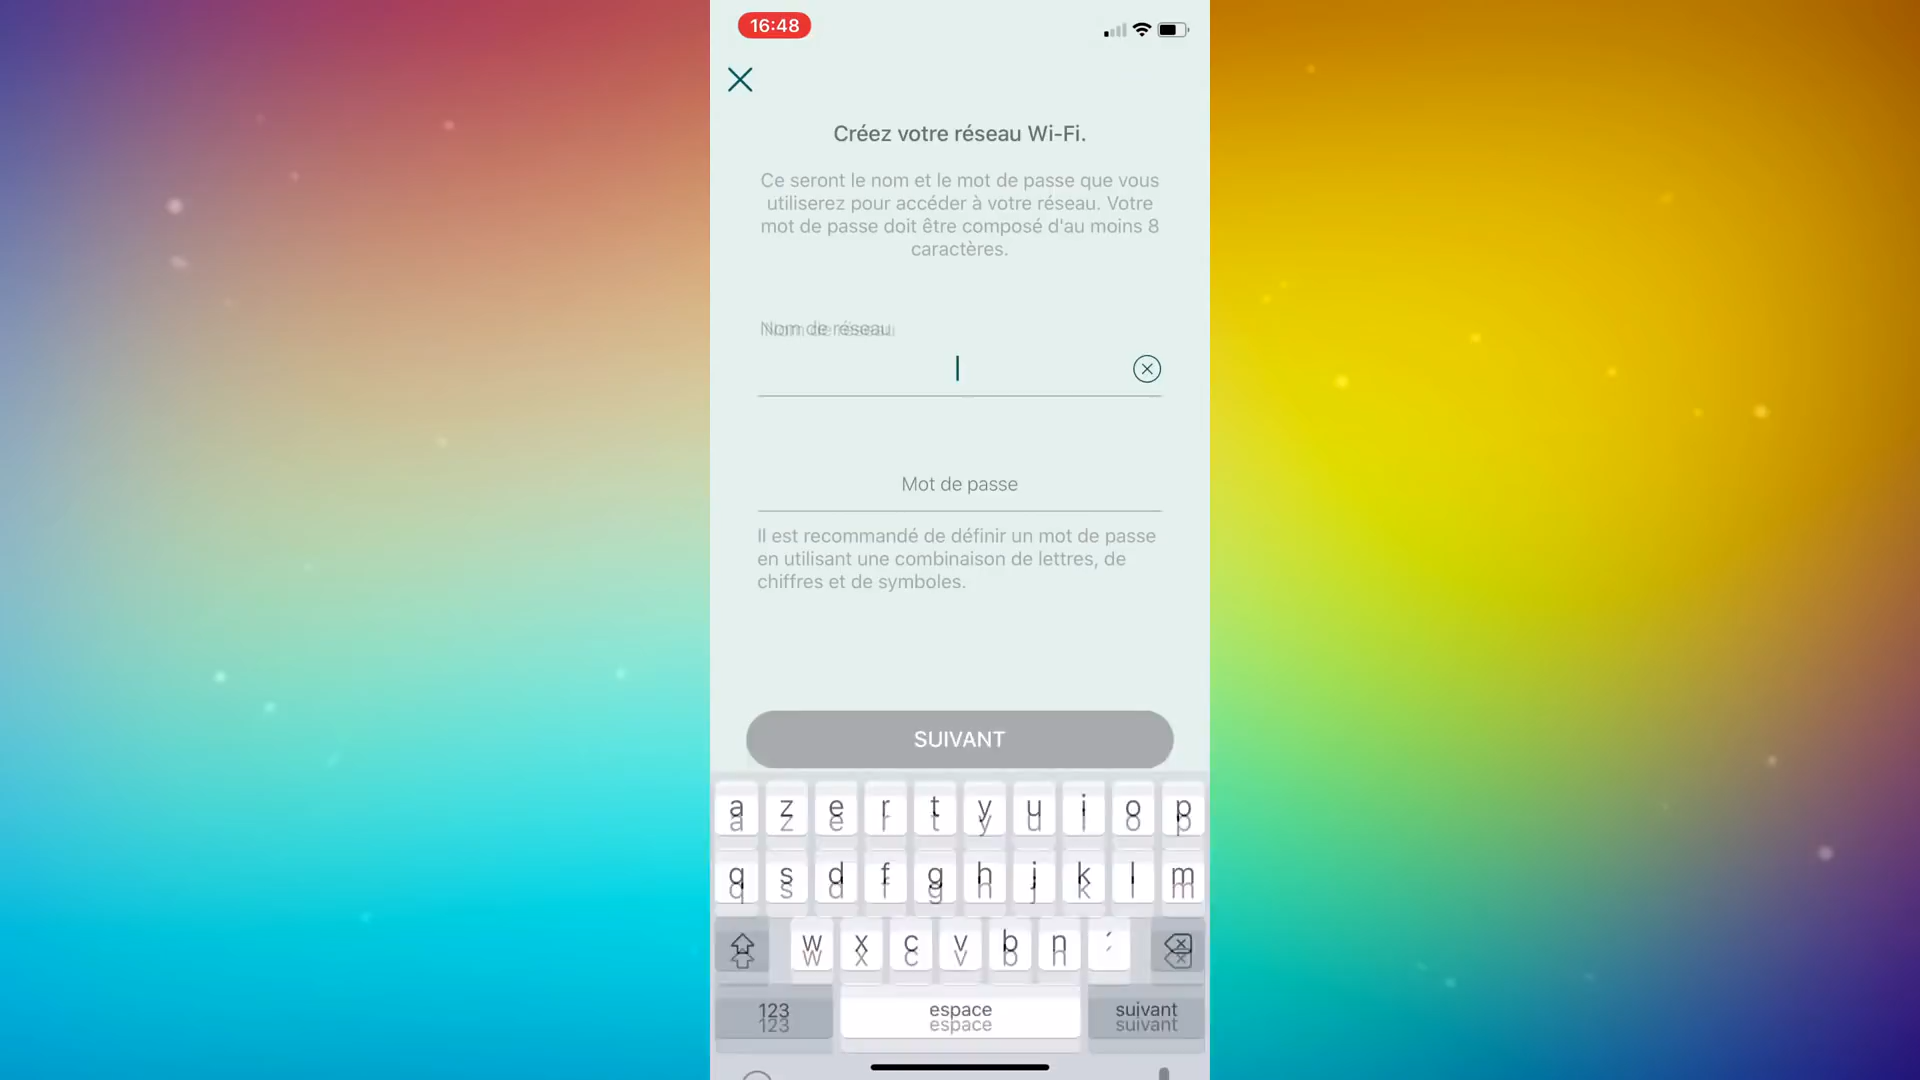 16:48
Créez votre réseau Wi-Fi.
Ce seront le nom et le mot de passe que vous
utiliserez pour accéder à votre réseau. Votre
mot de passe doit être composé d'au moins 8
caractères.
Nom de réseau
Mot de passe
Il est recommandé de définir un mot de passe
en utilisant une combinaison de lettres, de
chiffres et de symboles.
SUIVANT
a z e r t y u i o p
q s d f g h j k l m
w x c v b n ´
123 espace suivant